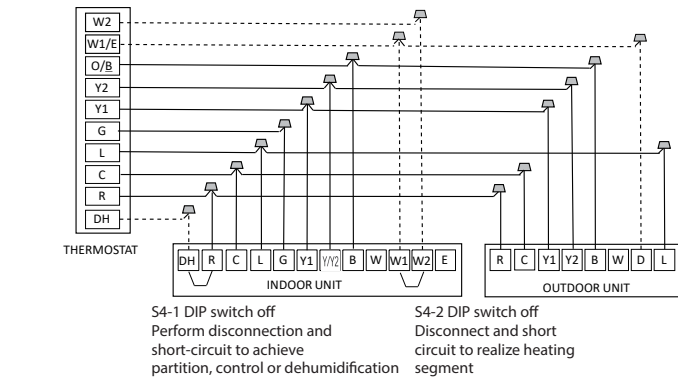 W2
W1/E
O/B
Y2
Y1
G
L
C
R
DH
THERMOSTAT
DH R C L G Y1 Y/Y2 B W W1 W2 E
INDOOR UNIT
R C Y1 Y2 B W D L
OUTDOOR UNIT
S4-1 DIP switch off
Perform disconnection and
short-circuit to achieve
partition, control or dehumidification
S4-2 DIP switch off
Disconnect and short
circuit to realize heating
segment